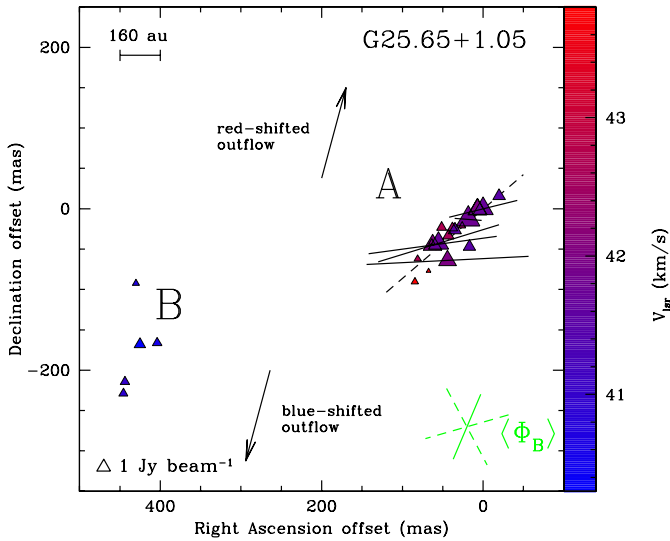 G25.65+1.05
160 au
red-shifted
outflow
A
B
blue-shifted
outflow
⟨Φ_B⟩
1 Jy beam⁻¹
200
0
-200
Declination offset (mas)
400 200 0
Right Ascension offset (mas)
43
42
41
V_lsr (km/s)